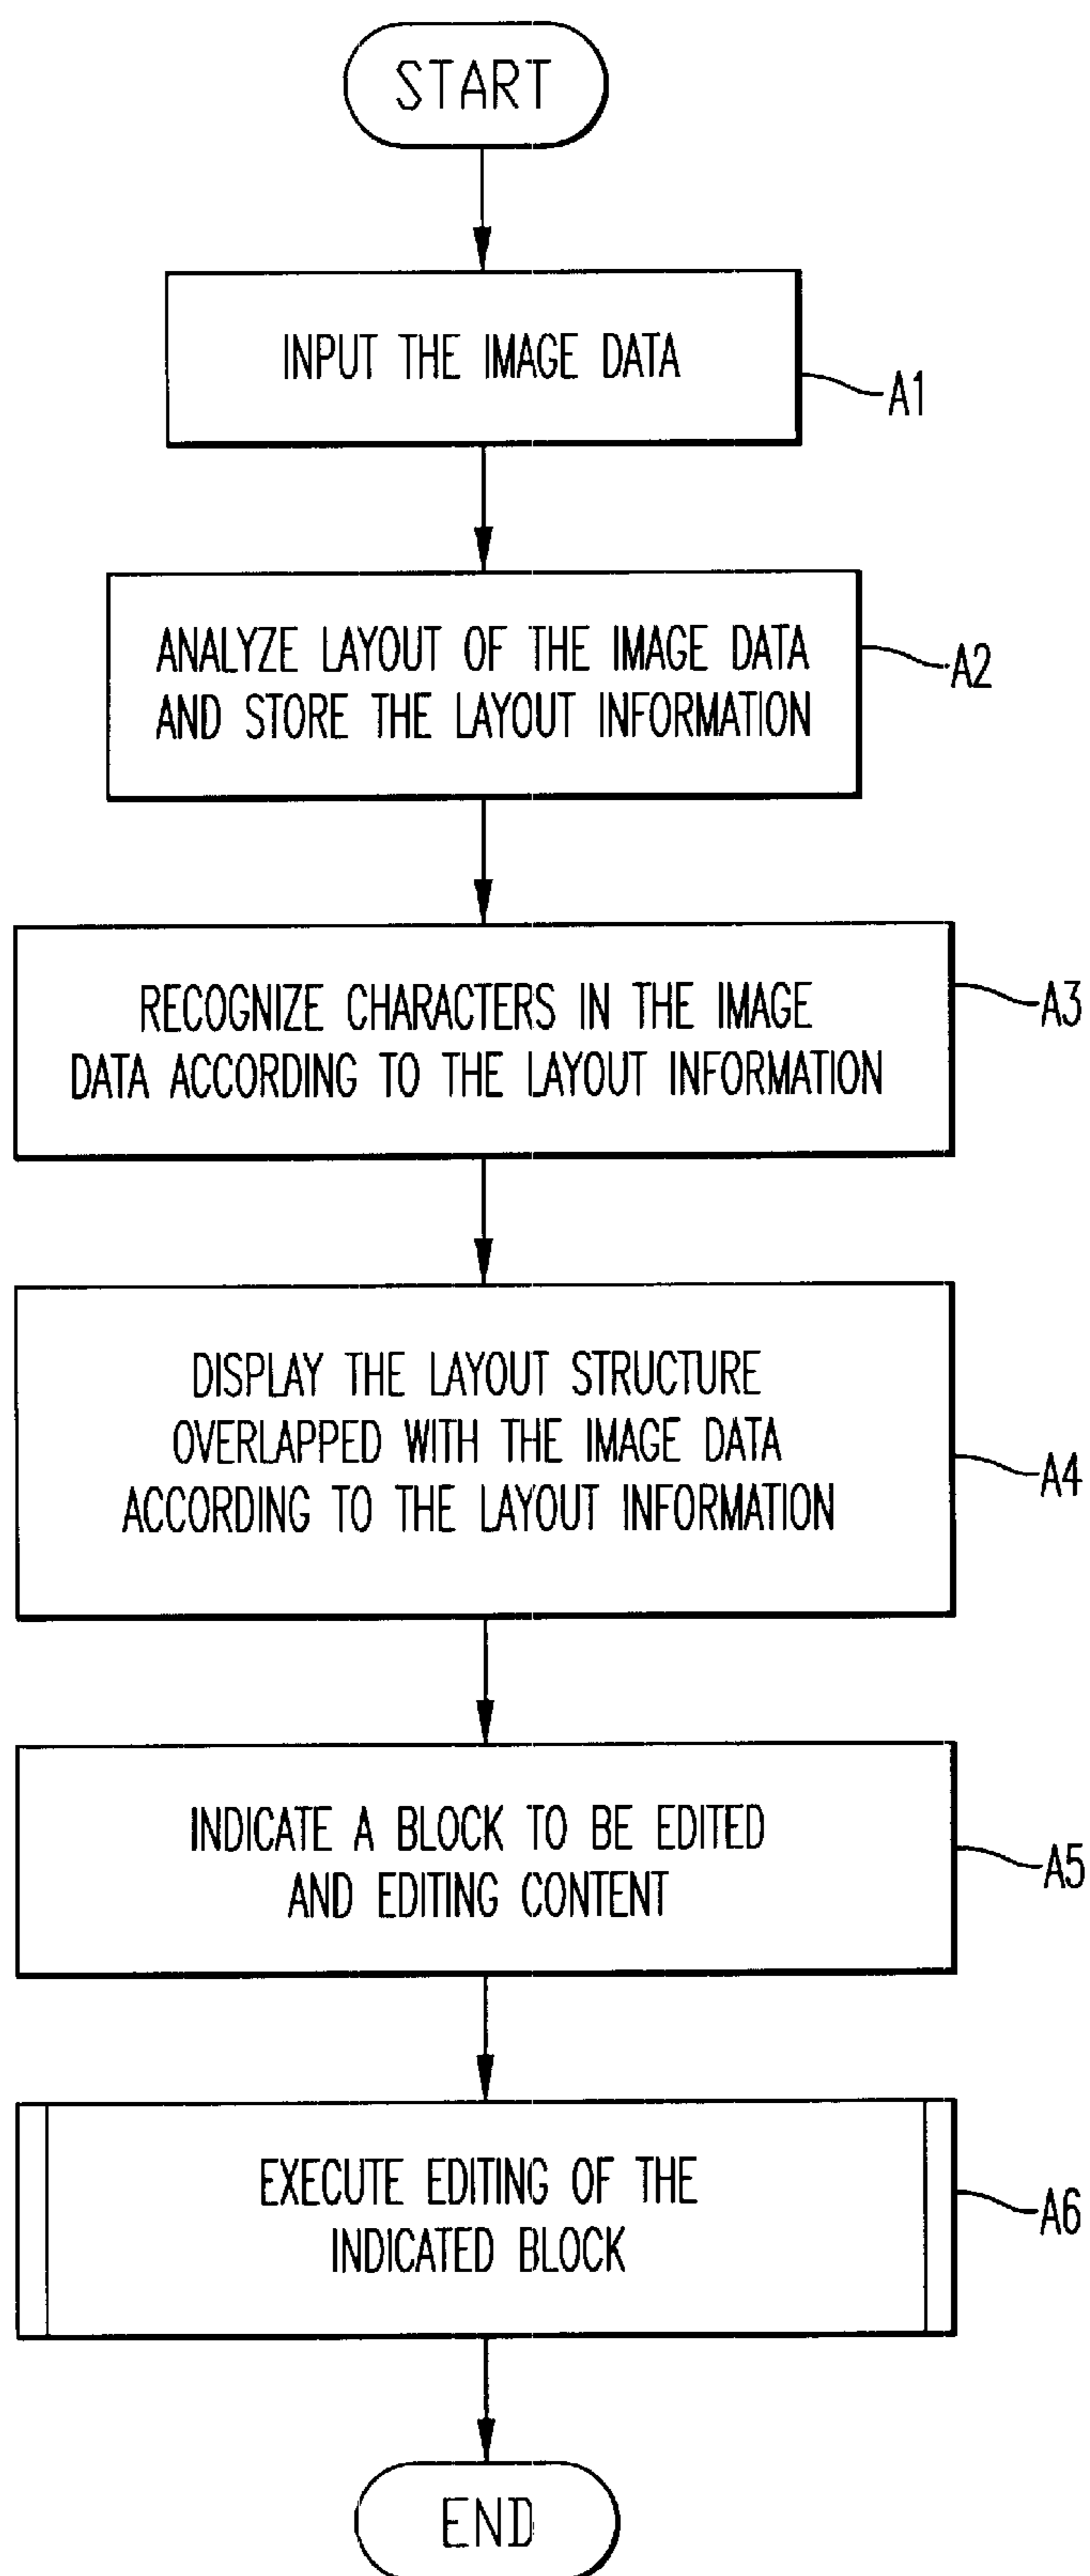 START
INPUT THE IMAGE DATA
A1
ANALYZE LAYOUT OF THE IMAGE DATA
AND STORE THE LAYOUT INFORMATION
A2
RECOGNIZE CHARACTERS IN THE IMAGE
DATA ACCORDING TO THE LAYOUT INFORMATION
A3
DISPLAY THE LAYOUT STRUCTURE
OVERLAPPED WITH THE IMAGE DATA
ACCORDING TO THE LAYOUT INFORMATION
A4
INDICATE A BLOCK TO BE EDITED
AND EDITING CONTENT
A5
EXECUTE EDITING OF THE
INDICATED BLOCK
A6
END